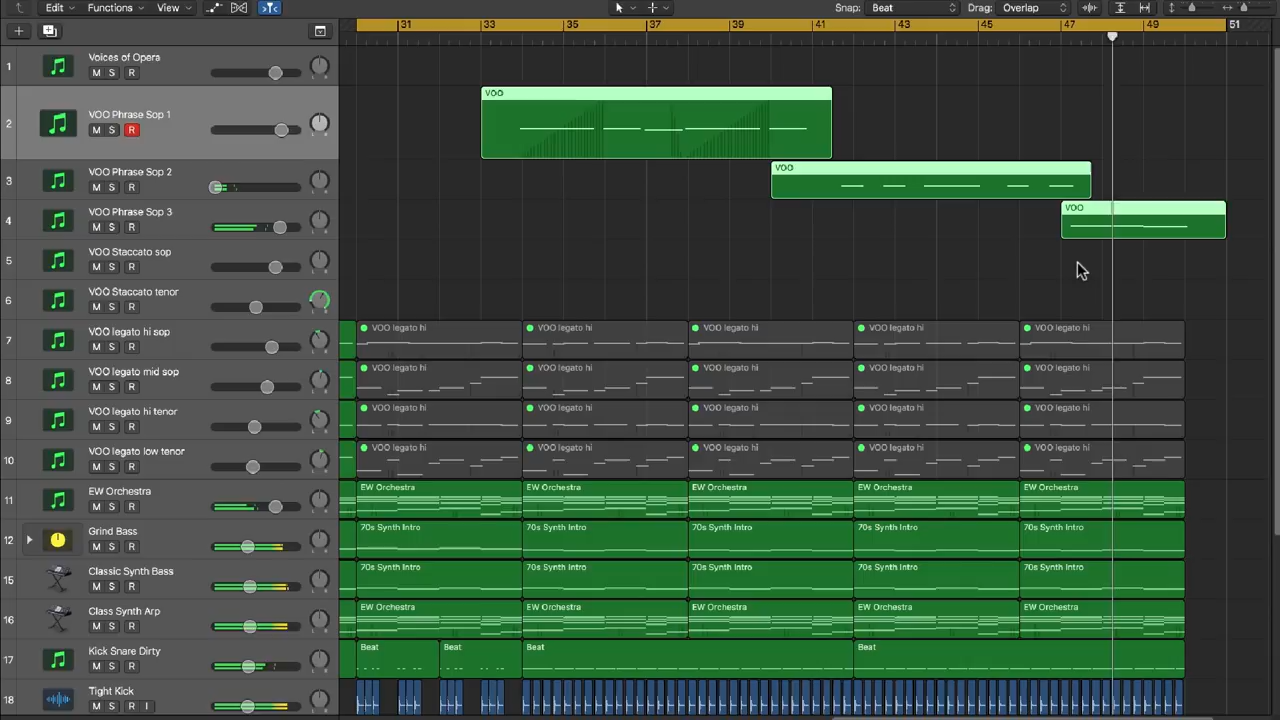 Edit Functions View Snap: Beat Drag: Overlap
31 33 35 37 39 41 43 45 47 49 51
1 Voices of Opera
M S R
VOO
2 VOO Phrase Sop 1
M S R
VOO
3 VOO Phrase Sop 2
M S R
VOO
4 VOO Phrase Sop 3
M S R
5 VOO Staccato sop
M S R
6 VOO Staccato tenor
M S R
7 VOO legato hi sop VOO legato hi VOO legato hi VOO legato hi VOO legato hi VOO legato hi
M S R
8 VOO legato mid sop VOO legato hi VOO legato hi VOO legato hi VOO legato hi VOO legato hi
M S R
9 VOO legato hi tenor VOO legato hi VOO legato hi VOO legato hi VOO legato hi VOO legato hi
M S R
10 VOO legato low tenor VOO legato hi VOO legato hi VOO legato hi VOO legato hi VOO legato hi
M S R
11 EW Orchestra EW Orchestra EW Orchestra EW Orchestra EW Orchestra EW Orchestra
M S R
12 Grind Bass 70s Synth Intro 70s Synth Intro 70s Synth Intro 70s Synth Intro 70s Synth Intro
M S R
15 Classic Synth Bass 70s Synth Intro 70s Synth Intro 70s Synth Intro 70s Synth Intro 70s Synth Intro
M S R
16 Class Synth Arp EW Orchestra EW Orchestra EW Orchestra EW Orchestra EW Orchestra
M S R
17 Kick Snare Dirty Beat Beat Beat Beat
M S R
18 Tight Kick
M S R I